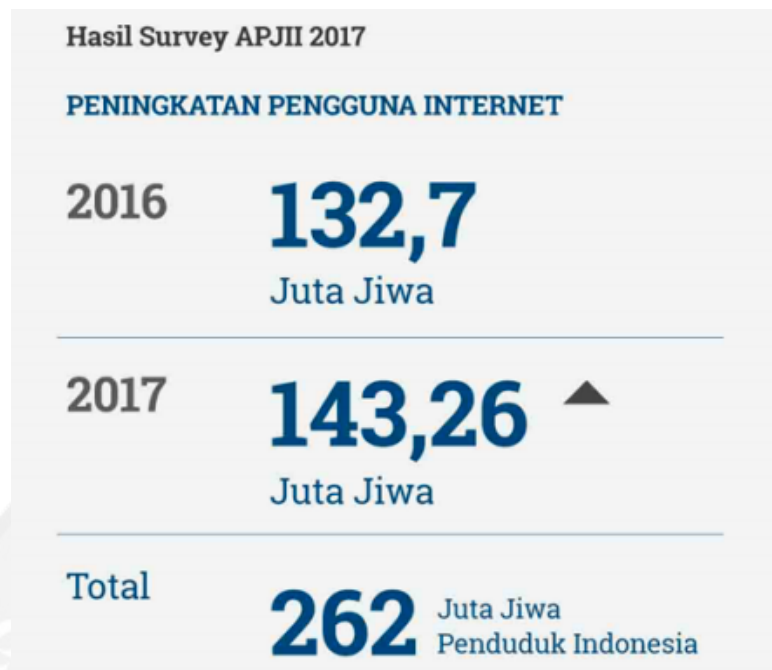 Hasil Survey APJII 2017
PENINGKATAN PENGGUNA INTERNET
2016
132,7
Juta Jiwa
2017
143,26
Juta Jiwa
Total
262
Juta Jiwa
Penduduk Indonesia